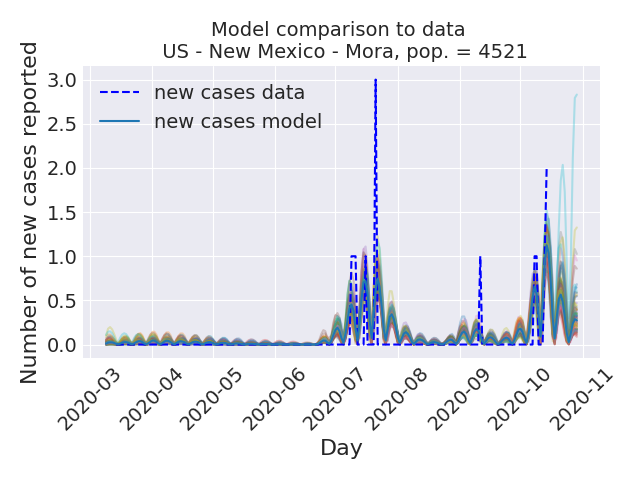 Model comparison to data
US - New Mexico - Mora, pop. = 4521
Number of new cases reported
3.0
2.5
2.0
1.5
1.0
0.5
0.0
new cases data
new cases model
2020-03
2020-04
2020-05
2020-06
2020-07
2020-08
2020-09
2020-10
2020-11
Day